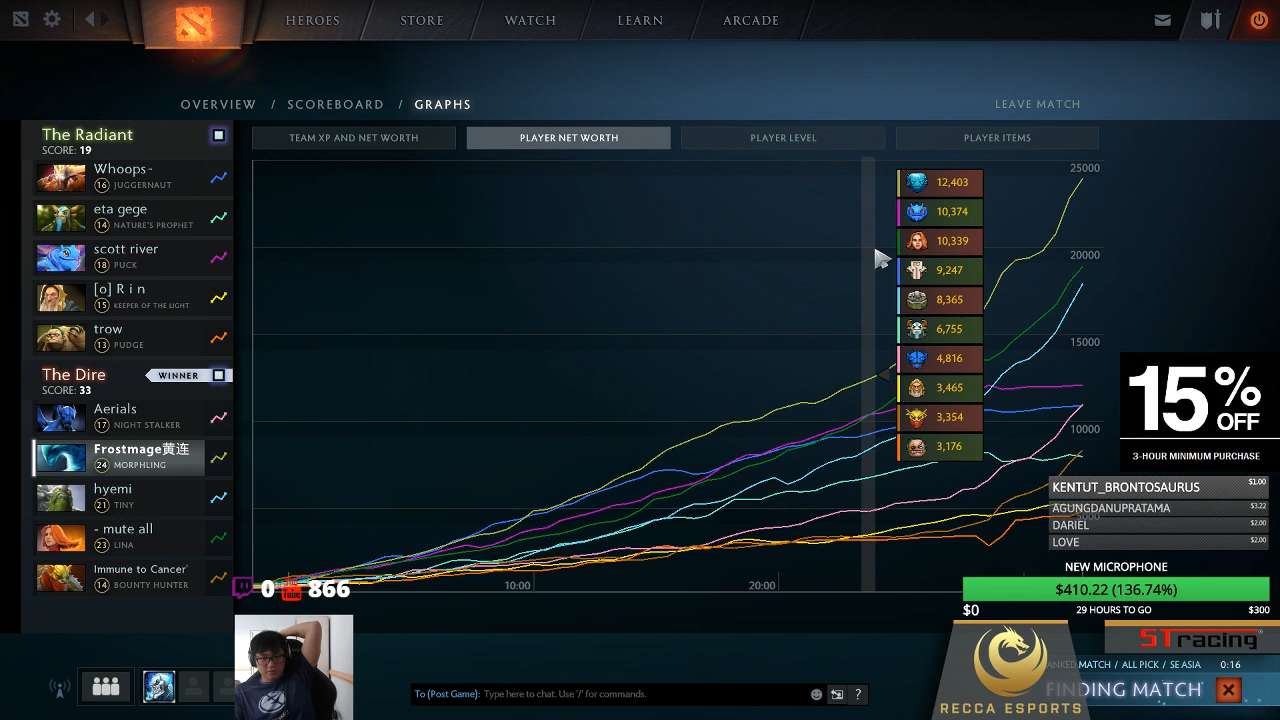 HEROES
STORE
WATCH
LEARN
ARCADE
OVERVIEW / SCOREBOARD / GRAPHS
LEAVE MATCH
The Radiant
SCORE: 19
TEAM XP AND NET WORTH
PLAYER NET WORTH
PLAYER LEVEL
PLAYER ITEMS
Whoops~
16 JUGGERNAUT
eta gege
14 NATURE'S PROPHET
scott river
18 PUCK
[o] R i n
15 KEEPER OF THE LIGHT
trow
13 PUDGE
The Dire
WINNER
SCORE: 33
Aerials
17 NIGHT STALKER
Frostmage黄连
24 MORPHLING
hyemi
21 TINY
- mute all
23 LINA
Immune to Cancer'
14 BOUNTY HUNTER
25000
20000
15000
10000
12,403
10,374
10,339
9,247
8,365
6,755
4,816
3,465
3,354
3,176
10:00
20:00
0
866
15% OFF
3-HOUR MINIMUM PURCHASE
KENTUT_BRONTOSAURUS $1.00
AGUNGDANUPRATAMA $3.22
DARIEL $2.00
LOVE $2.00
NEW MICROPHONE
$410.22 (136.74%)
$0
29 HOURS TO GO
$300
STracing
RECCA ESPORTS
ANKED MATCH / ALL PICK / SE ASIA 0:16
FINDING MATCH
To (Post Game): Type here to chat. Use '/' for commands.
?